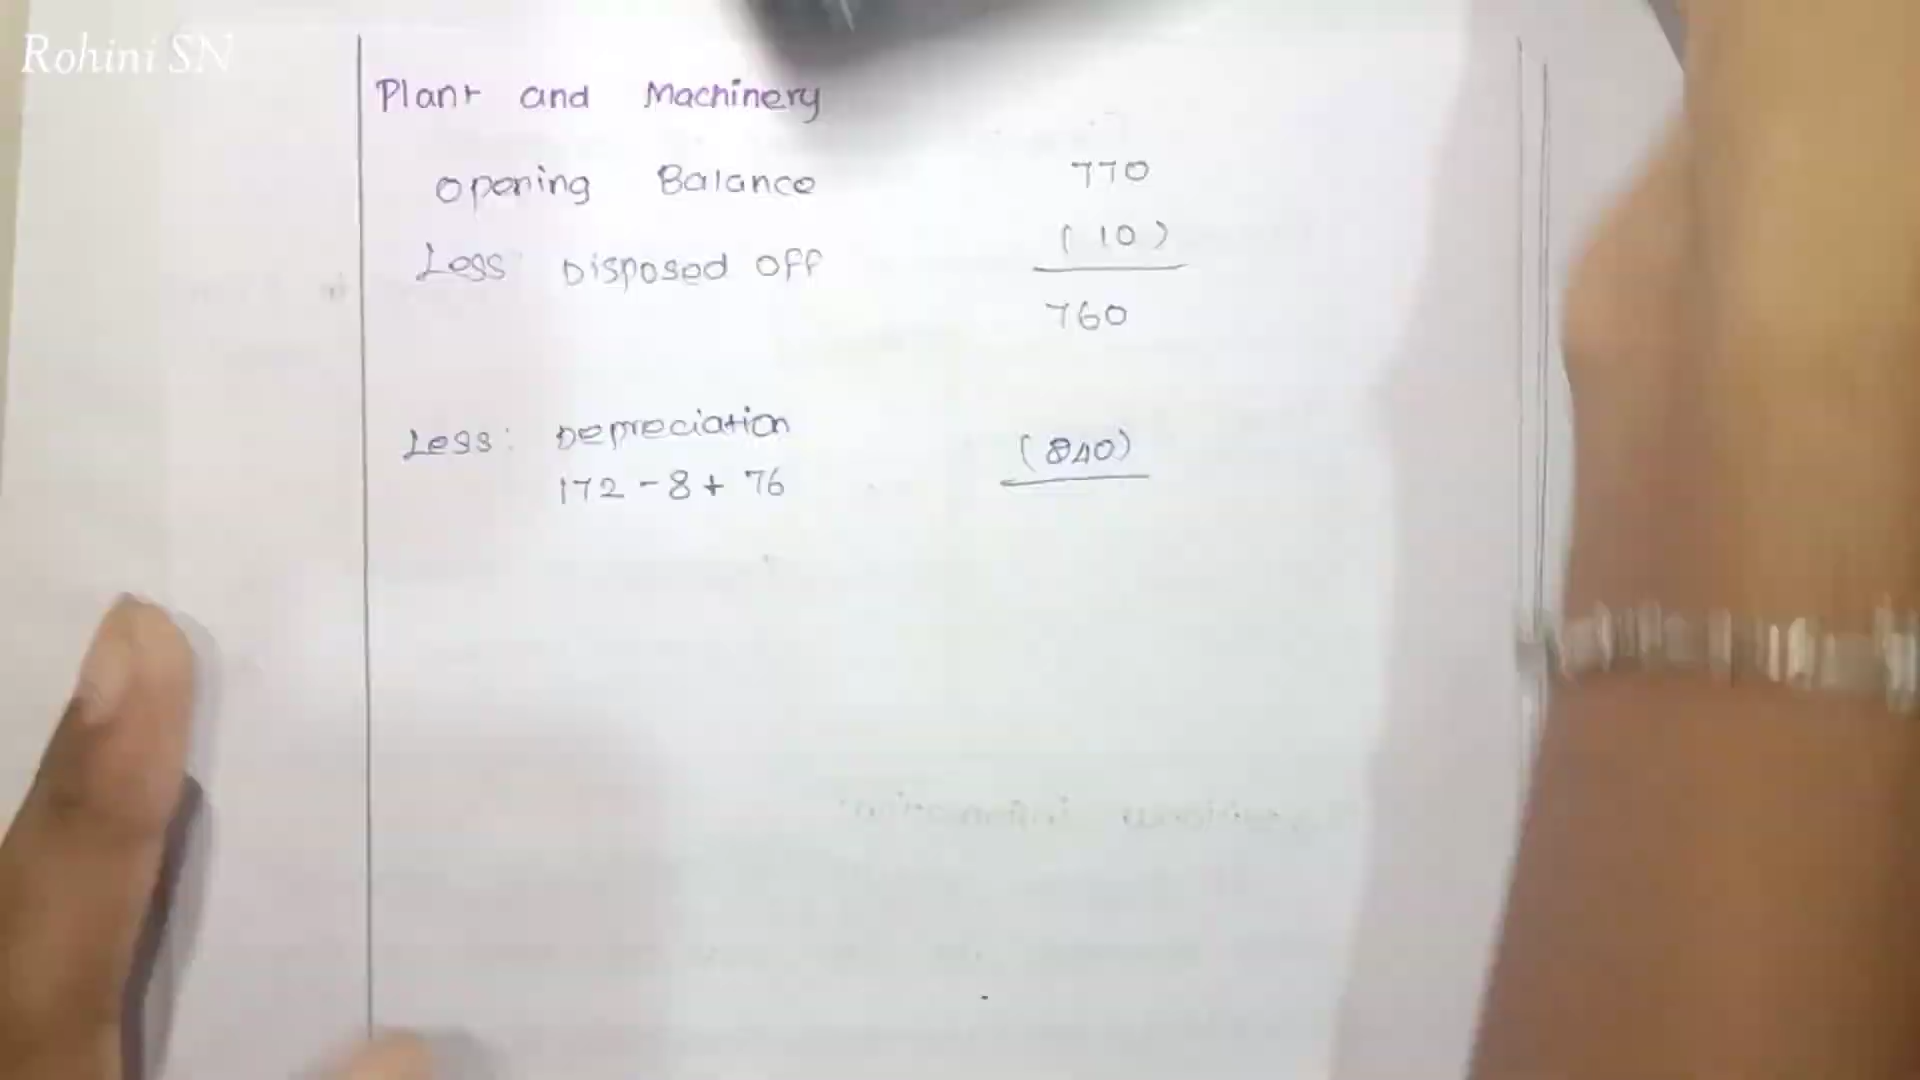 Rohini SN
Plant and Machinery
Opening Balance 770
Less Disposed Off (10)
760
Less: Depreciation (840)
172 - 8 + 76